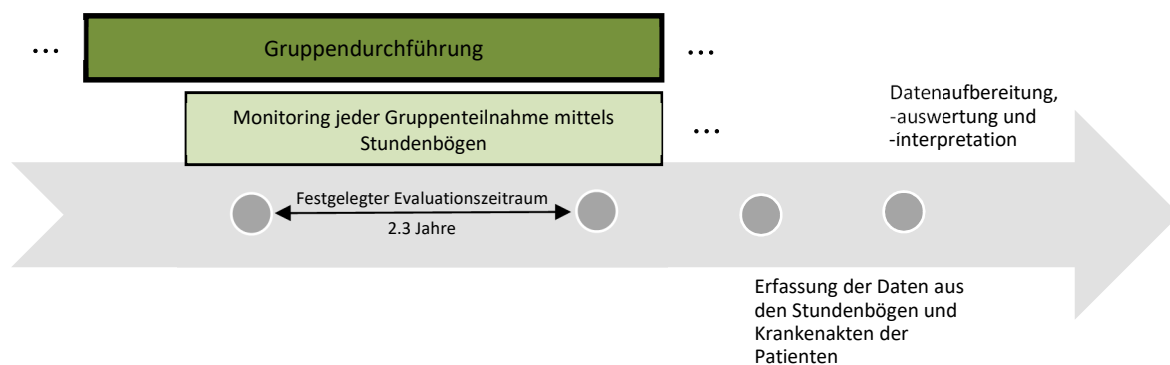 ... Gruppendurchführung ...
Monitoring jeder Gruppenteilnahme mittels
Stundenbögen
...
Datenaufbereitung,
-auswertung und
-interpretation
Festgelegter Evaluationszeitraum
2.3 Jahre
Erfassung der Daten aus
den Stundenbögen und
Krankenakten der
Patienten